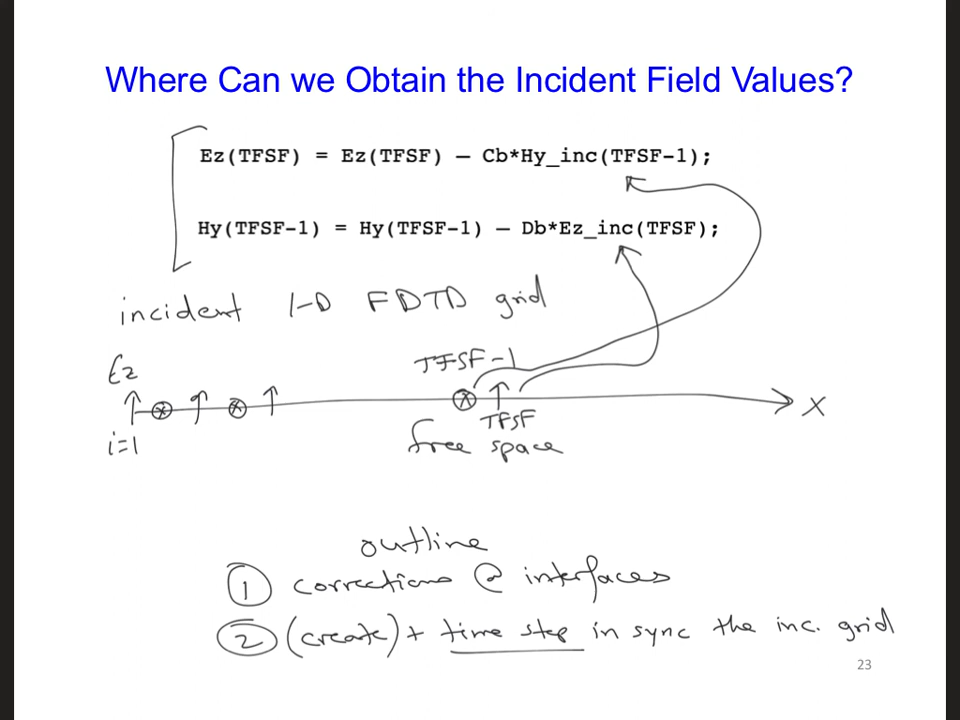 Where Can we Obtain the Incident Field Values?
Ez(TFSF) = Ez(TFSF) – Cb*Hy_inc(TFSF-1);
Hy(TFSF-1) = Hy(TFSF-1) – Db*Ez_inc(TFSF);
incident 1-D FDTD grid
Ez
TFSF-1
x
i=1
TFSF
free space
outline
① corrections @ interfaces
② (create) + time step in sync the inc. grid
23